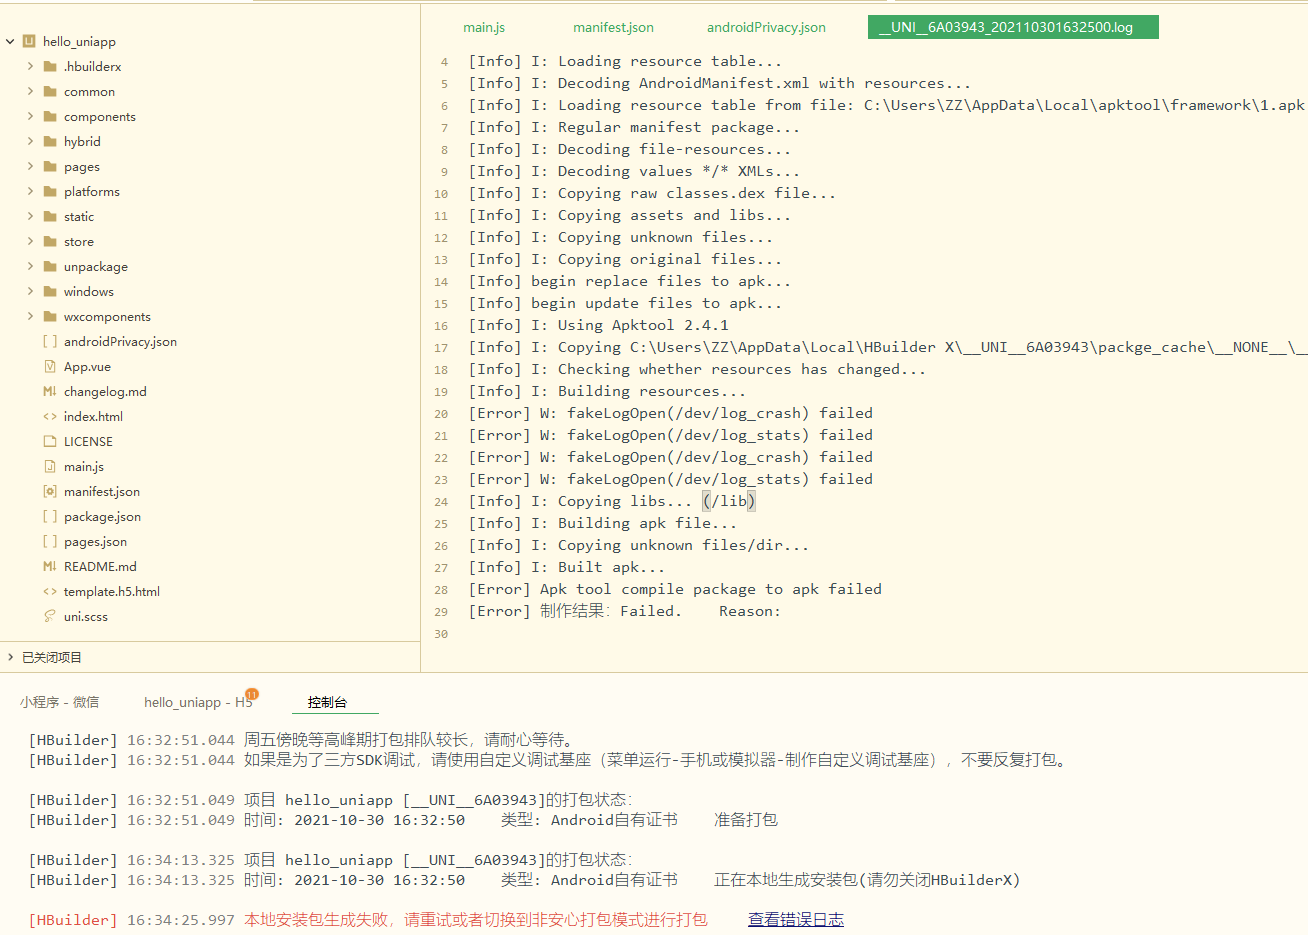 hello_uniapp
.hbuilderx
common
components
hybrid
pages
platforms
static
store
unpackage
windows
wxcomponents
androidPrivacy.json
App.vue
changelog.md
index.html
LICENSE
main.js
manifest.json
package.json
pages.json
README.md
template.h5.html
uni.scss
已关闭项目
main.js manifest.json androidPrivacy.json __UNI__6A03943_202110301632500.log
4 [Info] I: Loading resource table...
5 [Info] I: Decoding AndroidManifest.xml with resources...
6 [Info] I: Loading resource table from file: C:\Users\ZZ\AppData\Local\apktool\framework\1.apk
7 [Info] I: Regular manifest package...
8 [Info] I: Decoding file-resources...
9 [Info] I: Decoding values */* XMLs...
10 [Info] I: Copying raw classes.dex file...
11 [Info] I: Copying assets and libs...
12 [Info] I: Copying unknown files...
13 [Info] I: Copying original files...
14 [Info] begin replace files to apk...
15 [Info] begin update files to apk...
16 [Info] I: Using Apktool 2.4.1
17 [Info] I: Copying C:\Users\ZZ\AppData\Local\HBuilder X\__UNI__6A03943\packge_cache\__NONE__\_
18 [Info] I: Checking whether resources has changed...
19 [Info] I: Building resources...
20 [Error] W: fakeLogOpen(/dev/log_crash) failed
21 [Error] W: fakeLogOpen(/dev/log_stats) failed
22 [Error] W: fakeLogOpen(/dev/log_crash) failed
23 [Error] W: fakeLogOpen(/dev/log_stats) failed
24 [Info] I: Copying libs... (/lib)
25 [Info] I: Building apk file...
26 [Info] I: Copying unknown files/dir...
27 [Info] I: Built apk...
28 [Error] Apk tool compile package to apk failed
29 [Error] 制作结果: Failed. Reason:
30
小程序 - 微信 hello_uniapp - H5 11 控制台
[HBuilder] 16:32:51.044 周五傍晚等高峰期打包排队较长，请耐心等待。
[HBuilder] 16:32:51.044 如果是为了三方SDK调试，请使用自定义调试基座（菜单运行-手机或模拟器-制作自定义调试基座），不要反复打包。
[HBuilder] 16:32:51.049 项目 hello_uniapp [__UNI__6A03943]的打包状态：
[HBuilder] 16:32:51.049 时间: 2021-10-30 16:32:50 类型: Android自有证书 准备打包
[HBuilder] 16:34:13.325 项目 hello_uniapp [__UNI__6A03943]的打包状态：
[HBuilder] 16:34:13.325 时间: 2021-10-30 16:32:50 类型: Android自有证书 正在本地生成安装包(请勿关闭HBuilderX)
[HBuilder] 16:34:25.997 本地安装包生成失败，请重试或者切换到非安心打包模式进行打包 查看错误日志